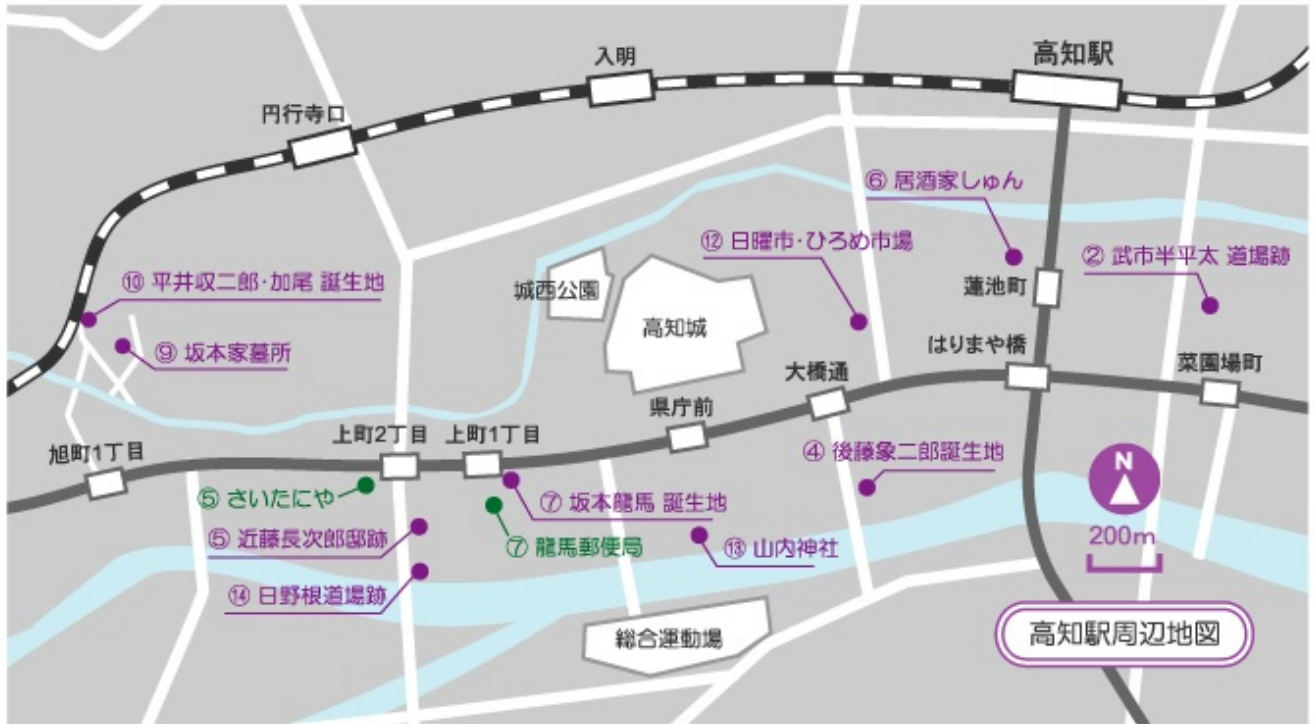 高知駅
入明
円行寺口
⑥ 居酒家しゅん
⑫ 日曜市・ひろめ市場
② 武市半平太 道場跡
⑩ 平井収二郎・加尾 誕生地
城西公園
蓮池町
高知城
⑨ 坂本家墓所
はりまや橋
菜園場町
大橋通
県庁前
上町2丁目
上町1丁目
旭町1丁目
④ 後藤象二郎誕生地
N
⑤ さいたにや
⑦ 坂本龍馬 誕生地
⑤ 近藤長次郎邸跡
⑦ 龍馬郵便局
⑬ 山内神社
200m
⑭ 日野根道場跡
総合運動場
高知駅周辺地図